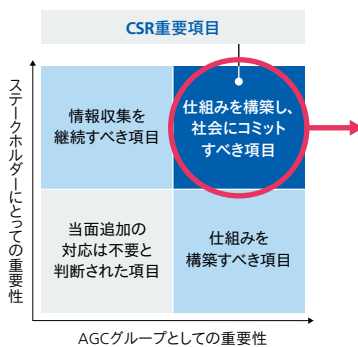 CSR重要項目
ステークホルダーにとっての重要性
情報収集を
継続すべき項目
仕組みを構築し、
社会にコミット
すべき項目
当面追加の
対応は不要と
判断された項目
仕組みを
構築すべき項目
AGCグループとしての重要性